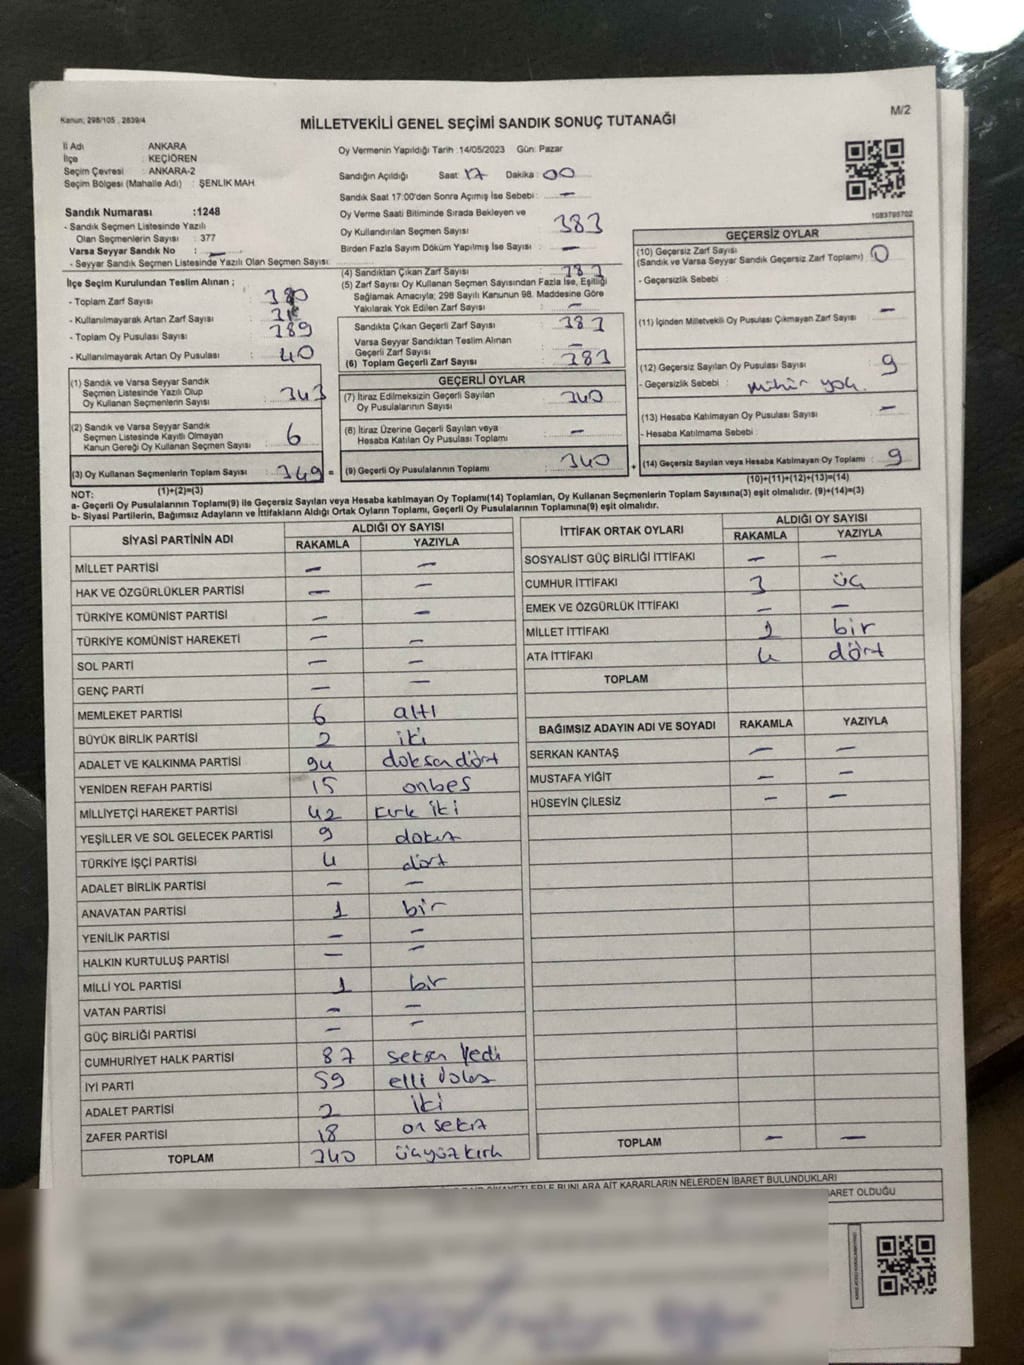 Kanun: 298/105 , 2839/4
M/2
MİLLETVEKİLİ GENEL SEÇİMİ SANDIK SONUÇ TUTANAĞI
İl Adı ANKARA
İlçe : KEÇİÖREN
Seçim Çevresi : ANKARA-2
Seçim Bölgesi (Mahalle Adı) : ŞENLİK MAH
Sandık Numarası :1248
- Sandık Seçmen Listesinde Yazılı
Olan Seçmenlerin Sayısı : 377
Varsa Seyyar Sandık No : –
- Seyyar Sandık Seçmen Listesinde Yazılı Olan Seçmen Sayısı:
Oy Vermenin Yapıldığı Tarih :14/05/2023 Gün: Pazar
Sandığın Açıldığı Saat 17 Dakika : 00
Sandık Saat 17:00'den Sonra Açımış İse Sebebi : –
Oy Verme Saati Bitiminde Sırada Bekleyen ve
Oy Kullandırılan Seçmen Sayısı 383
Birden Fazla Sayım Döküm Yapılmış İse Sayısı : –
İlçe Seçim Kurulundan Teslim Alınan ;
- Toplam Zarf Sayısı : 380
- Kullanılmayarak Artan Zarf Sayısı :
- Toplam Oy Pusulası Sayısı : 389
- Kullanılmayarak Artan Oy Pusulası : 40
(1) Sandık ve Varsa Seyyar Sandık
Seçmen Listesinde Yazılı Olup
Oy Kullanan Seçmenlerin Sayısı : 343
(2) Sandık ve Varsa Seyyar Sandık
Seçmen Listesinde Kayıtlı Olmayan
Kanun Gereği Oy Kullanan Seçmen Sayısı : 6
(3) Oy Kullanan Seçmenlerin Toplam Sayısı : 349 =
(1)+(2)=(3)
(4) Sandıktan Çıkan Zarf Sayısı 383
(5) Zarf Sayısı Oy Kullanan Seçmen Sayısından Fazla İse, Eşitliği
Sağlamak Amacıyla; 298 Sayılı Kanunun 98. Maddesine Göre
Yakılarak Yok Edilen Zarf Sayısı : –
Sandıkta Çıkan Geçerli Zarf Sayısı : 383
Varsa Seyyar Sandıktan Teslim Alınan
Geçerli Zarf Sayısı : –
(6) Toplam Geçerli Zarf Sayısı : 383
GEÇERLİ OYLAR
(7) İtiraz Edilmeksizin Geçerli Sayılan
Oy Pusulalarının Sayısı : 340
(8) İtiraz Üzerine Geçerli Sayılan veya
Hesaba Katılan Oy Pusulası Toplamı : –
(9) Geçerli Oy Pusulalarının Toplamı : 340 +
1083795702
GEÇERSİZ OYLAR
(10) Geçersiz Zarf Sayısı
(Sandık ve Varsa Seyyar Sandık Geçersiz Zarf Toplamı) : 0
- Geçersizlik Sebebi :
(11) İçinden Milletvekili Oy Pusulası Çıkmayan Zarf Sayısı : –
(12) Geçersiz Sayılan Oy Pusulası Sayısı : 9
- Geçersizlik Sebebi : mühür yok.
(13) Hesaba Katılmayan Oy Pusulası Sayısı : –
- Hesaba Katılmama Sebebi :
(14) Geçersiz Sayılan veya Hesaba Katılmayan Oy Toplamı : 9
(10)+(11)+(12)+(13)=(14)
NOT:
a- Geçerli Oy Pusulalarının Toplamı(9) ile Geçersiz Sayılan veya Hesaba katılmayan Oy Toplamı(14) Toplamları, Oy Kullanan Seçmenlerin Toplam Sayısına(3) eşit olmalıdır. (9)+(14)=(3)
b- Siyasi Partilerin, Bağımsız Adayların ve İttifakların Aldığı Ortak Oyların Toplamı, Geçerli Oy Pusulalarının Toplamına(9) eşit olmalıdır.
SİYASİ PARTİNİN ADI ALDIĞI OY SAYISI
RAKAMLA YAZIYLA
MİLLET PARTİSİ – –
HAK VE ÖZGÜRLÜKLER PARTİSİ – –
TÜRKİYE KOMÜNİST PARTİSİ – –
TÜRKİYE KOMÜNİST HAREKETİ – –
SOL PARTİ – –
GENÇ PARTİ – –
MEMLEKET PARTİSİ 6 altı
BÜYÜK BİRLİK PARTİSİ 2 iki
ADALET VE KALKINMA PARTİSİ 94 doksandört
YENİDEN REFAH PARTİSİ 15 onbeş
MİLLİYETÇİ HAREKET PARTİSİ 42 kırk iki
YEŞİLLER VE SOL GELECEK PARTİSİ 9 dokuz
TÜRKİYE İŞÇİ PARTİSİ 4 dört
ADALET BİRLİK PARTİSİ – –
ANAVATAN PARTİSİ 1 bir
YENİLİK PARTİSİ – –
HALKIN KURTULUŞ PARTİSİ – –
MİLLİ YOL PARTİSİ 1 bir
VATAN PARTİSİ – –
GÜÇ BİRLİĞİ PARTİSİ – –
CUMHURİYET HALK PARTİSİ 87 seksen yedi
İYİ PARTİ 59 elli dokuz
ADALET PARTİSİ 2 iki
ZAFER PARTİSİ 18 on sekiz
TOPLAM 340 üçyüzkırk
İTTİFAK ORTAK OYLARI ALDIĞI OY SAYISI
RAKAMLA YAZIYLA
SOSYALİST GÜÇ BİRLİĞİ İTTİFAKI – –
CUMHUR İTTİFAKI 3 üç
EMEK VE ÖZGÜRLÜK İTTİFAKI – –
MİLLET İTTİFAKI 1 bir
ATA İTTİFAKI 4 dört
TOPLAM
BAĞIMSIZ ADAYIN ADI VE SOYADI RAKAMLA YAZIYLA
SERKAN KANTAŞ – –
MUSTAFA YİĞİT – –
HÜSEYİN ÇİLESİZ – –
TOPLAM – –
BUNLARA AİT KARARLARIN NELERDEN İBARET BULUNDUKLARI
BARET OLDUĞU